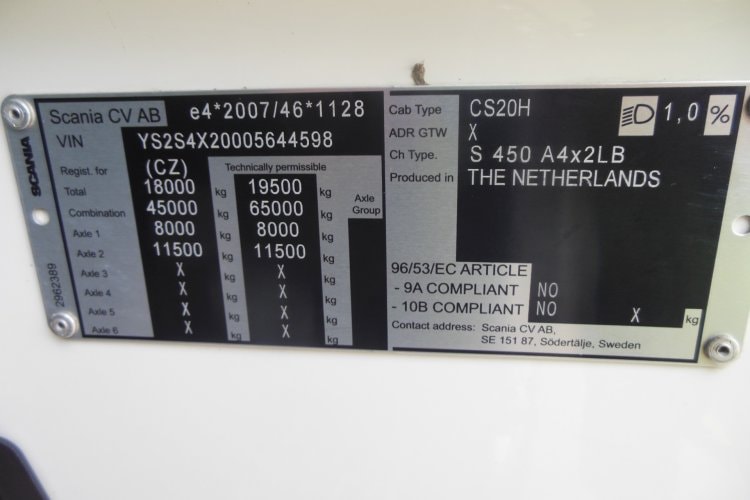 Scania CV AB e4*2007/46*1128
VIN YS2S4X20005644598
Regist. for (CZ) Technically permissible
Total 18000 kg 19500 kg Axle Group
Combination 45000 kg 65000 kg
Axle 1 8000 kg 8000 kg
Axle 2 11500 kg 11500 kg
Axle 3 X kg X kg
Axle 4 X kg X kg
Axle 5 X kg X kg
Axle 6 X kg X kg
SCANIA
2962389
Cab Type CS20H 1,0 %
ADR GTW X
Ch Type. S 450 A4x2LB
Produced in THE NETHERLANDS
96/53/EC ARTICLE
- 9A COMPLIANT NO
- 10B COMPLIANT NO X kg
Contact address: Scania CV AB,
SE 151 87, Södertälje, Sweden